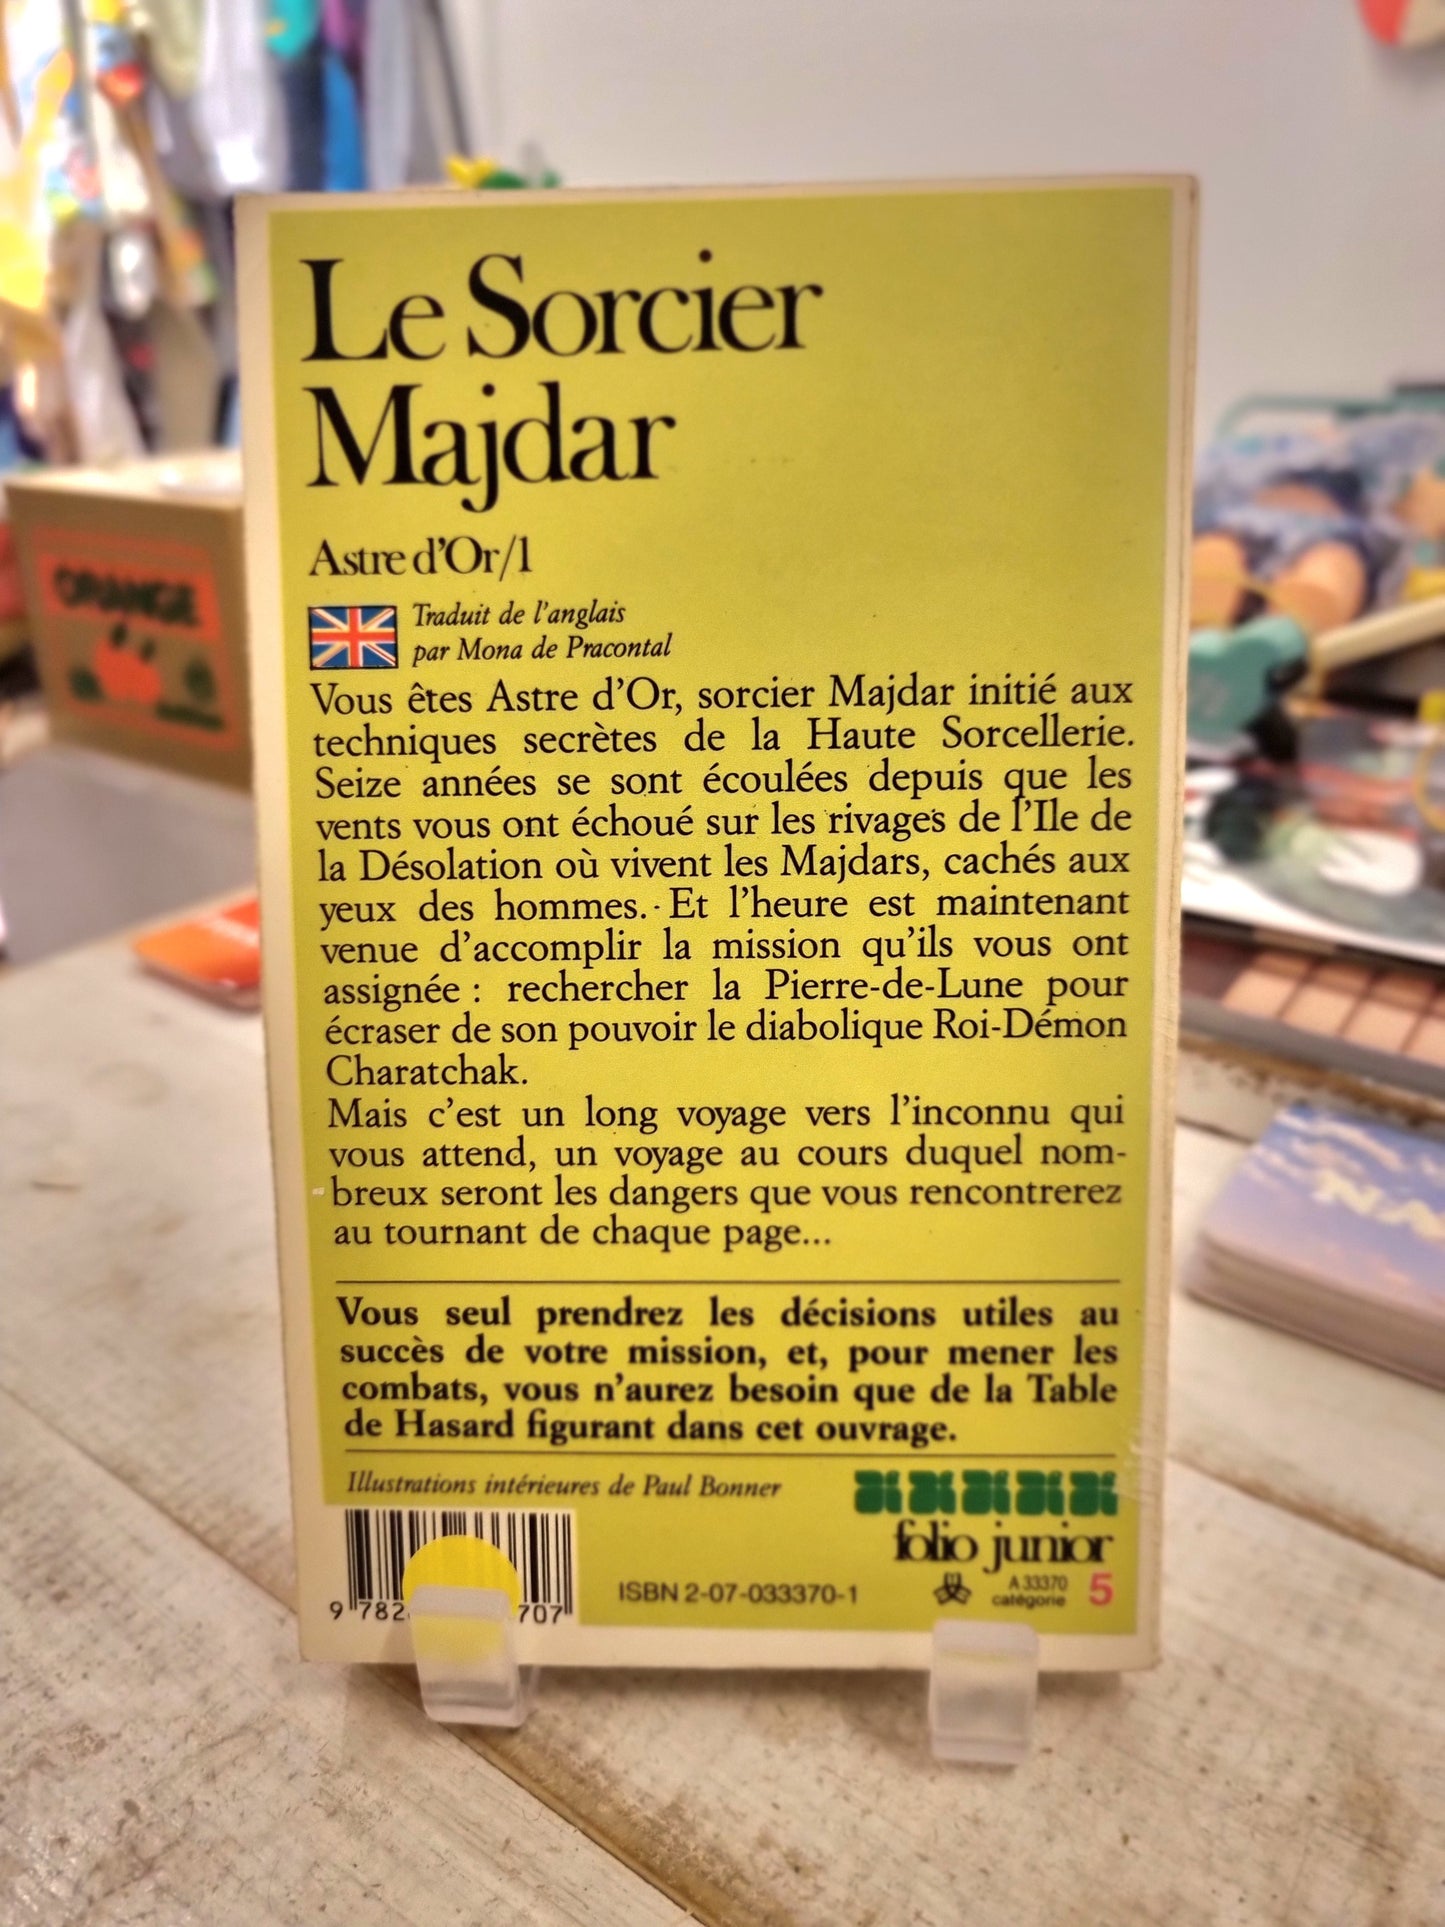 Le Sorcier
Majdar
Astre d'Or/1
Traduit de l'anglais
par Mona de Pracontal
Vous êtes Astre d'Or, sorcier Majdar initié aux
techniques secrètes de la Haute Sorcellerie.
Seize années se sont écoulées depuis que les
vents vous ont échoué sur les rivages de l'Ile de
la Désolation où vivent les Majdars, cachés aux
yeux des hommes. Et l'heure est maintenant
venue d'accomplir la mission qu'ils vous ont
assignée : rechercher la Pierre-de-Lune pour
écraser de son pouvoir le diabolique Roi-Démon
Charatchak.
Mais c'est un long voyage vers l'inconnu qui
vous attend, un voyage au cours duquel nom-
breux seront les dangers que vous rencontrerez
au tournant de chaque page...
Vous seul prendrez les décisions utiles au
succès de votre mission, et, pour mener les
combats, vous n'aurez besoin que de la Table
de Hasard figurant dans cet ouvrage.
Illustrations intérieures de Paul Bonner
folio junior
ISBN 2-07-033370-1
A 33370
catégorie 5
9 782 707
ORANGE